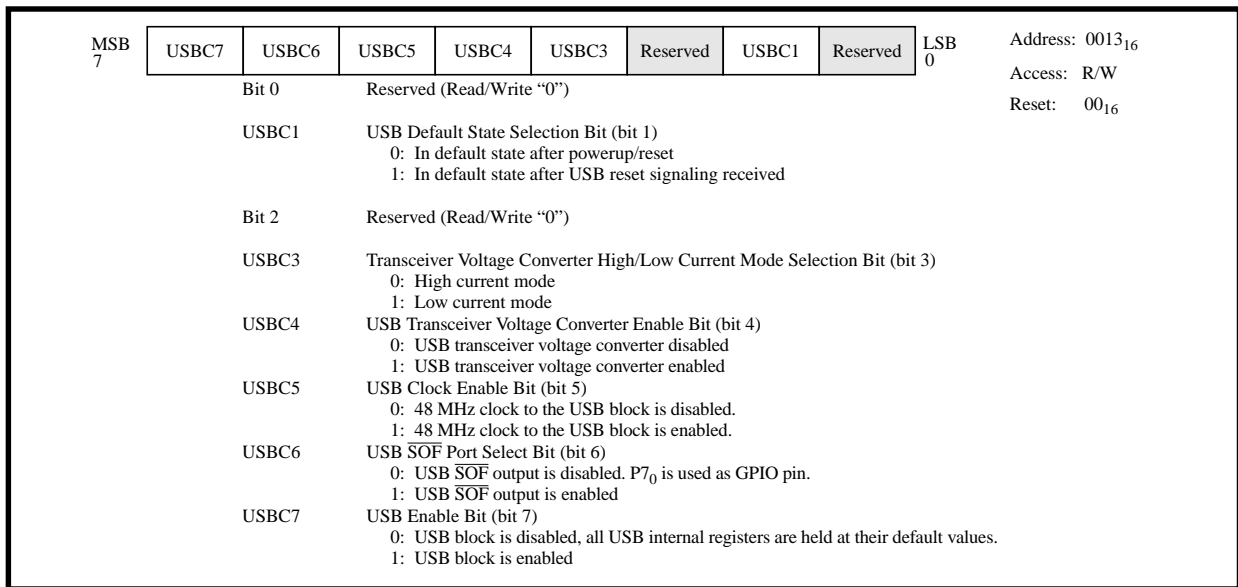 MSB 7 USBC7 USBC6 USBC5 USBC4 USBC3 Reserved USBC1 Reserved LSB 0
Address: 0013₁₆
Access: R/W
Reset: 00₁₆
Bit 0 Reserved (Read/Write “0”)
USBC1 USB Default State Selection Bit (bit 1)
0: In default state after powerup/reset
1: In default state after USB reset signaling received
Bit 2 Reserved (Read/Write “0”)
USBC3 Transceiver Voltage Converter High/Low Current Mode Selection Bit (bit 3)
0: High current mode
1: Low current mode
USBC4 USB Transceiver Voltage Converter Enable Bit (bit 4)
0: USB transceiver voltage converter disabled
1: USB transceiver voltage converter enabled
USBC5 USB Clock Enable Bit (bit 5)
0: 48 MHz clock to the USB block is disabled.
1: 48 MHz clock to the USB block is enabled.
USBC6 USB S̅O̅F̅ Port Select Bit (bit 6)
0: USB S̅O̅F̅ output is disabled. P7₀ is used as GPIO pin.
1: USB S̅O̅F̅ output is enabled
USBC7 USB Enable Bit (bit 7)
0: USB block is disabled, all USB internal registers are held at their default values.
1: USB block is enabled